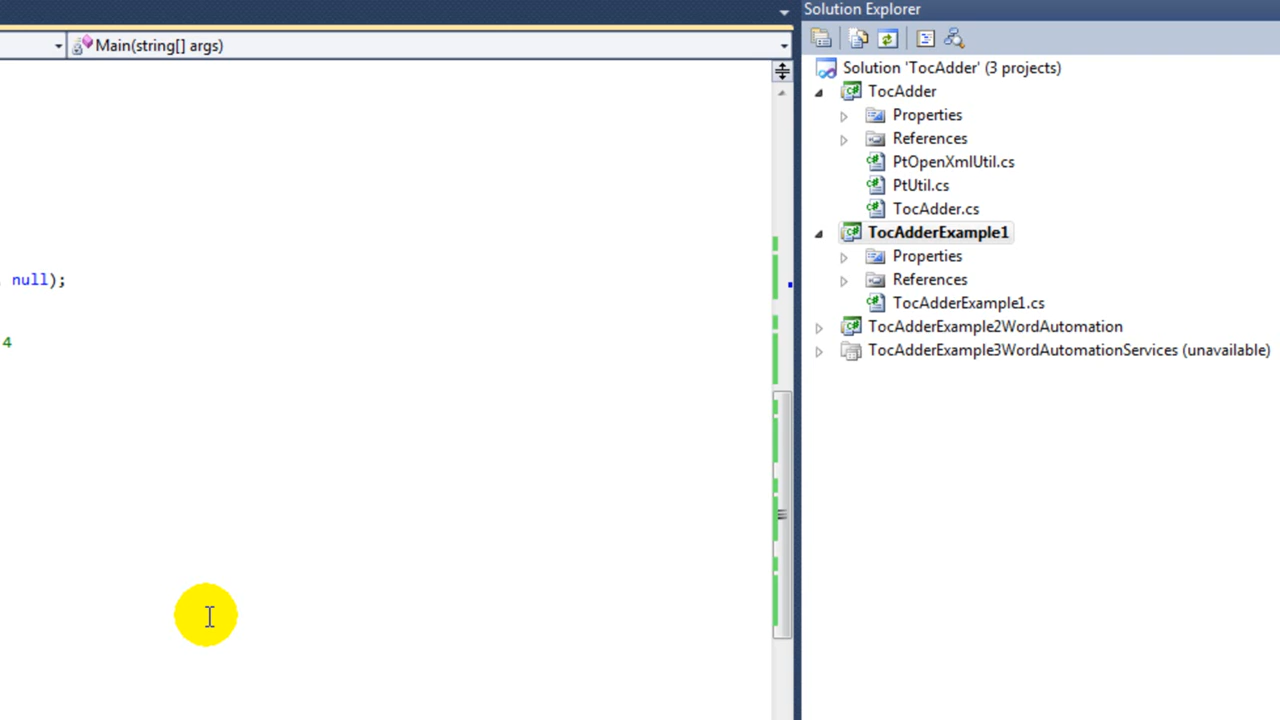 Solution Explorer
Main(string[] args)
Solution 'TocAdder' (3 projects)
TocAdder
Properties
References
PtOpenXmlUtil.cs
PtUtil.cs
TocAdder.cs
TocAdderExample1
Properties
References
null);
TocAdderExample1.cs
TocAdderExample2WordAutomation
4
TocAdderExample3WordAutomationServices (unavailable)